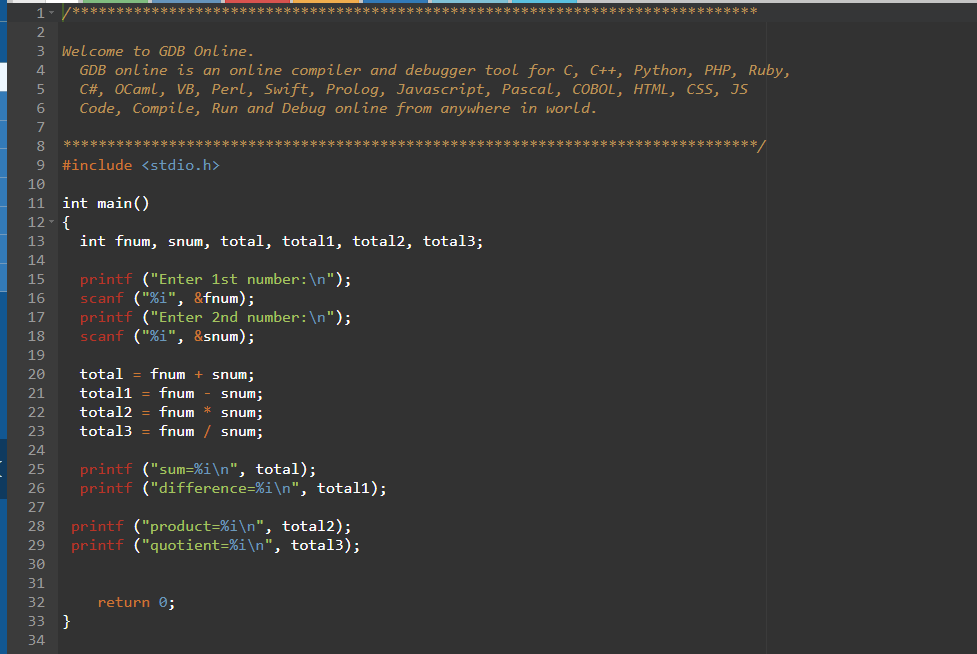 1 /******************************************************************************
2
3 Welcome to GDB Online.
4   GDB online is an online compiler and debugger tool for C, C++, Python, PHP, Ruby,
5   C#, OCaml, VB, Perl, Swift, Prolog, Javascript, Pascal, COBOL, HTML, CSS, JS
6   Code, Compile, Run and Debug online from anywhere in world.
7
8 *******************************************************************************/
9 #include <stdio.h>
10
11 int main()
12 {
13   int fnum, snum, total, total1, total2, total3;
14
15   printf ("Enter 1st number:\n");
16   scanf ("%i", &fnum);
17   printf ("Enter 2nd number:\n");
18   scanf ("%i", &snum);
19
20   total = fnum + snum;
21   total1 = fnum - snum;
22   total2 = fnum * snum;
23   total3 = fnum / snum;
24
25   printf ("sum=%i\n", total);
26   printf ("difference=%i\n", total1);
27
28  printf ("product=%i\n", total2);
29  printf ("quotient=%i\n", total3);
30
31
32     return 0;
33 }
34